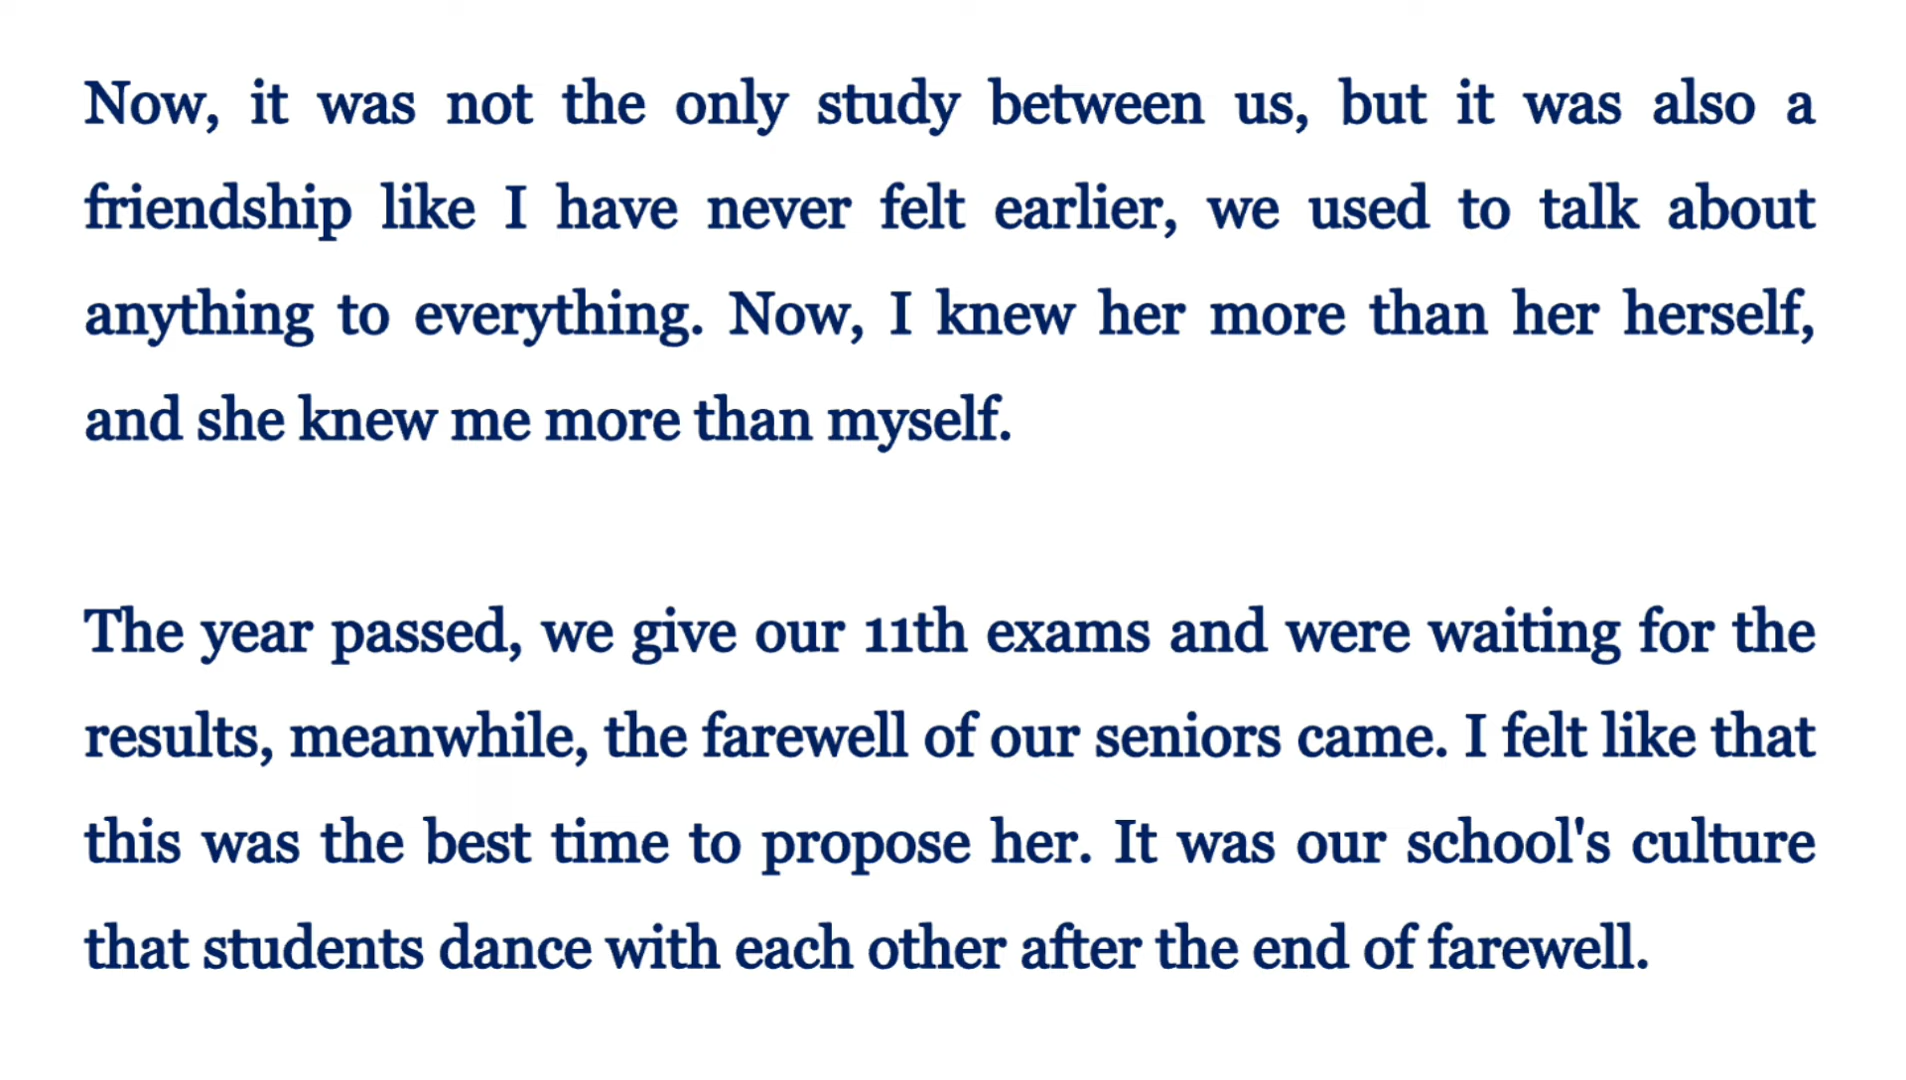 Now, it was not the only study between us, but it was also a
friendship like I have never felt earlier, we used to talk about
anything to everything. Now, I knew her more than her herself,
and she knew me more than myself.
The year passed, we give our 11th exams and were waiting for the
results, meanwhile, the farewell of our seniors came. I felt like that
this was the best time to propose her. It was our school's culture
that students dance with each other after the end of farewell.